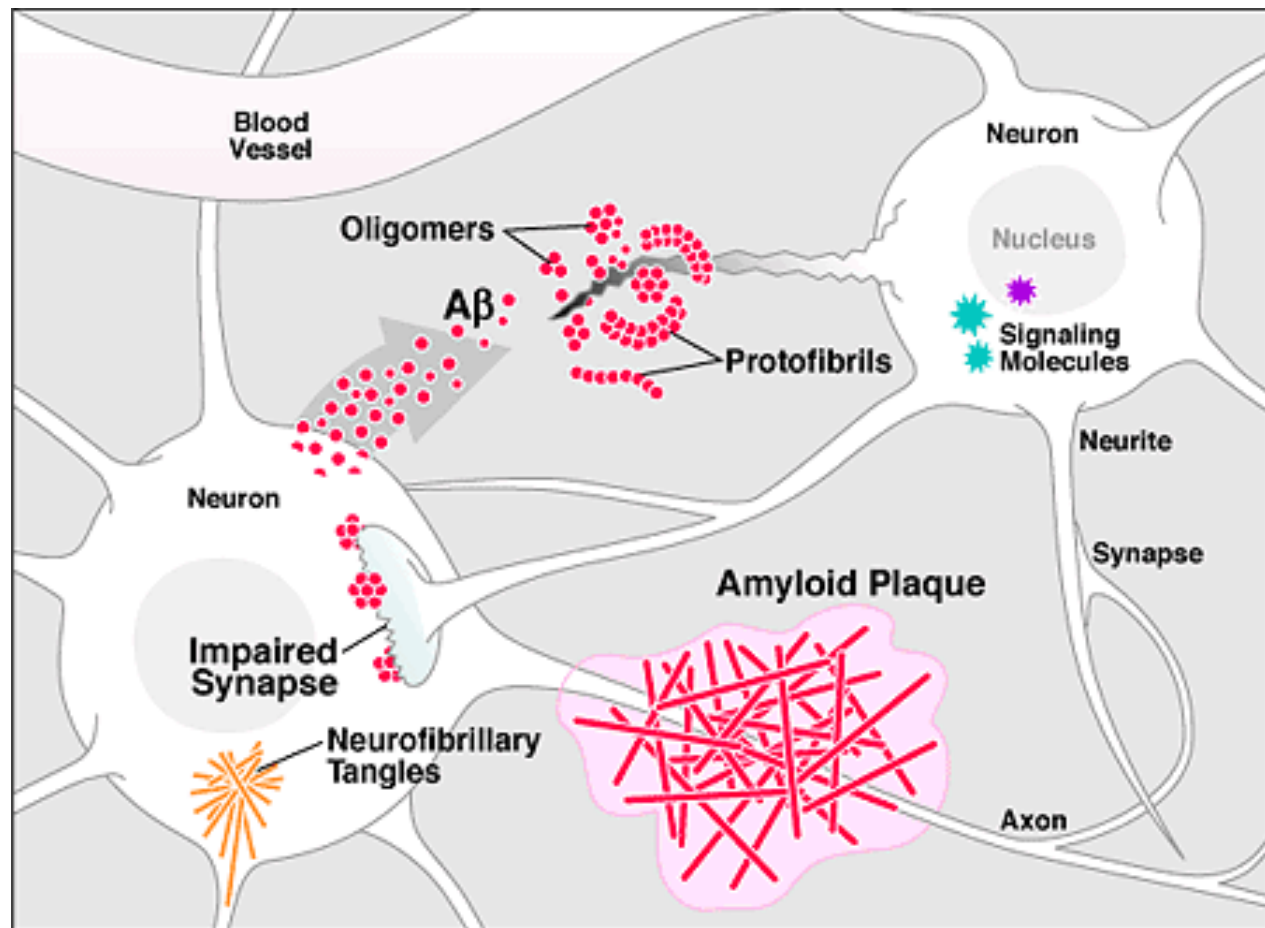 Blood
Vessel
Neuron
Oligomers
Nucleus
Aβ
Signaling
Molecules
Protofibrils
Neurite
Neuron
Synapse
Amyloid Plaque
Impaired
Synapse
Neurofibrillary
Tangles
Axon